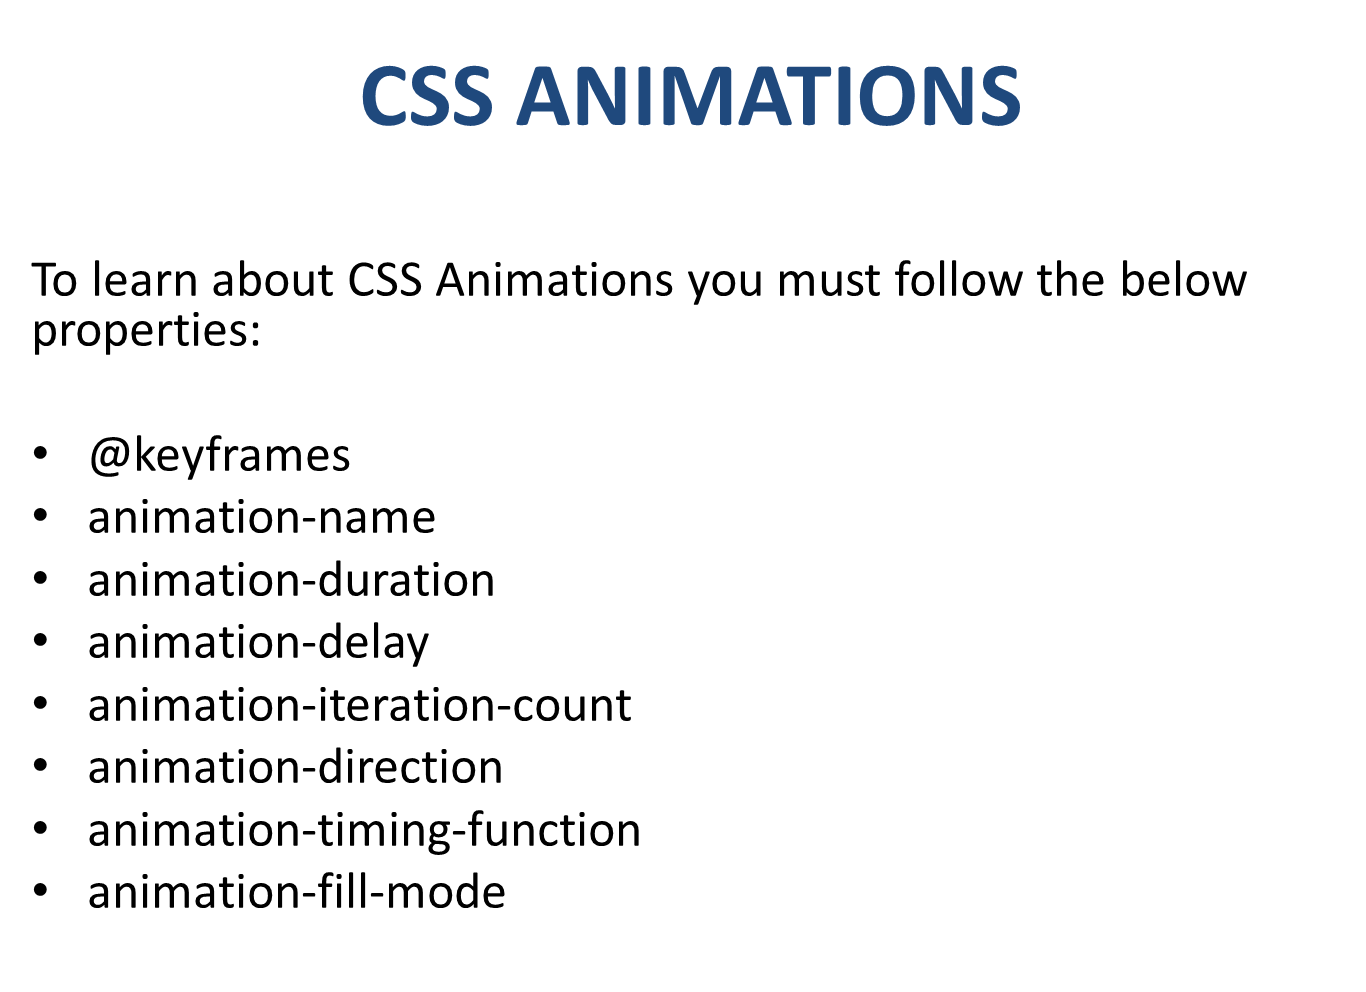 CSS ANIMATIONS
To learn about CSS Animations you must follow the below
properties:
• @keyframes
• animation-name
• animation-duration
• animation-delay
• animation-iteration-count
• animation-direction
• animation-timing-function
• animation-fill-mode